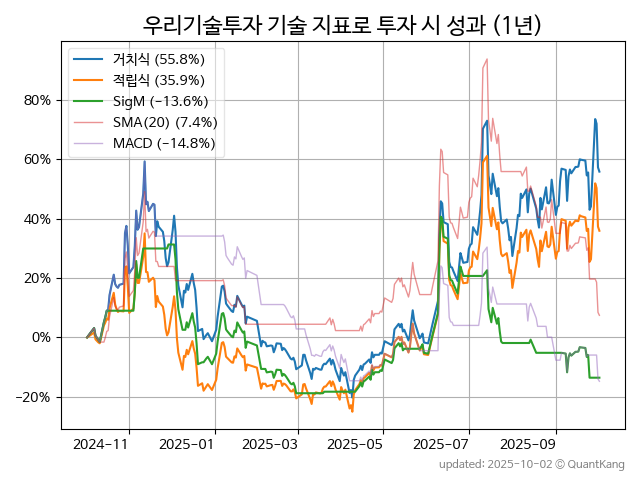 우리기술투자 기술 지표로 투자 시 성과 (1년)
거치식 (55.8%)
적립식 (35.9%)
SigM (−13.6%)
SMA(20) (7.4%)
MACD (−14.8%)
80%
60%
40%
20%
0%
−20%
2024−11 2025−01 2025−03 2025−05 2025−07 2025−09
updated: 2025-10-02 © QuantKang